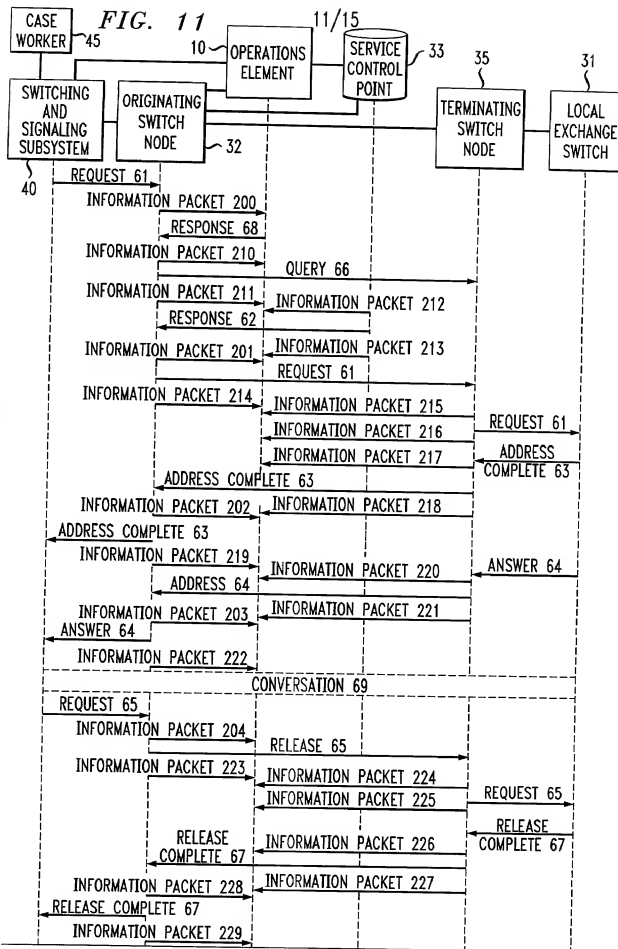 FIG. 11
11/15
CASE
WORKER
45
10
OPERATIONS
ELEMENT
SERVICE
CONTROL
POINT
33
35
31
SWITCHING
AND
SIGNALING
SUBSYSTEM
40
ORIGINATING
SWITCH
NODE
32
TERMINATING
SWITCH
NODE
LOCAL
EXCHANGE
SWITCH
REQUEST 61
INFORMATION PACKET 200
RESPONSE 68
INFORMATION PACKET 210
QUERY 66
INFORMATION PACKET 211
INFORMATION PACKET 212
RESPONSE 62
INFORMATION PACKET 201
INFORMATION PACKET 213
REQUEST 61
INFORMATION PACKET 214
INFORMATION PACKET 215
REQUEST 61
INFORMATION PACKET 216
INFORMATION PACKET 217
ADDRESS
COMPLETE 63
ADDRESS COMPLETE 63
INFORMATION PACKET 202
INFORMATION PACKET 218
ADDRESS COMPLETE 63
INFORMATION PACKET 219
INFORMATION PACKET 220
ANSWER 64
ADDRESS 64
INFORMATION PACKET 203
INFORMATION PACKET 221
ANSWER 64
INFORMATION PACKET 222
CONVERSATION 69
REQUEST 65
INFORMATION PACKET 204
RELEASE 65
INFORMATION PACKET 223
INFORMATION PACKET 224
REQUEST 65
INFORMATION PACKET 225
RELEASE
COMPLETE 67
RELEASE
COMPLETE 67
INFORMATION PACKET 226
INFORMATION PACKET 228
INFORMATION PACKET 227
RELEASE COMPLETE 67
INFORMATION PACKET 229